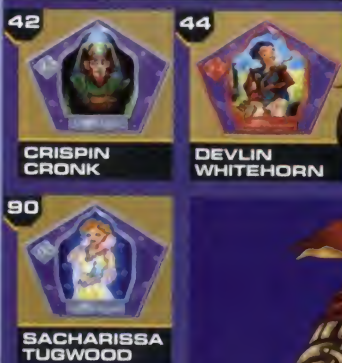 42
CRISPIN
CRONK
44
DEVLIN
WHITEHORN
90
SACHARISSA
TUGWOOD